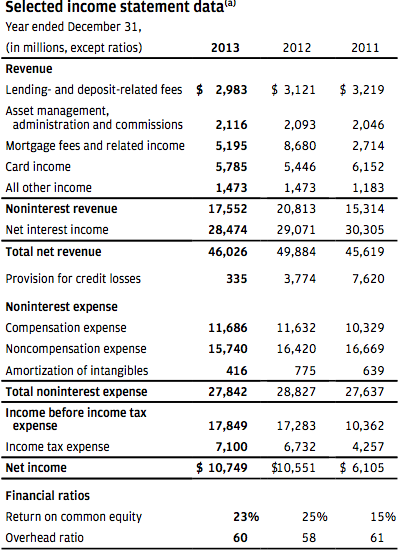 Selected income statement data(a)
Year ended December 31,
(in millions, except ratios) 2013 2012 2011
Revenue
Lending- and deposit-related fees $ 2,983 $ 3,121 $ 3,219
Asset management,
administration and commissions 2,116 2,093 2,046
Mortgage fees and related income 5,195 8,680 2,714
Card income 5,785 5,446 6,152
All other income 1,473 1,473 1,183
Noninterest revenue 17,552 20,813 15,314
Net interest income 28,474 29,071 30,305
Total net revenue 46,026 49,884 45,619
Provision for credit losses 335 3,774 7,620
Noninterest expense
Compensation expense 11,686 11,632 10,329
Noncompensation expense 15,740 16,420 16,669
Amortization of intangibles 416 775 639
Total noninterest expense 27,842 28,827 27,637
Income before income tax
expense 17,849 17,283 10,362
Income tax expense 7,100 6,732 4,257
Net income $ 10,749 $10,551 $ 6,105
Financial ratios
Return on common equity 23% 25% 15%
Overhead ratio 60 58 61